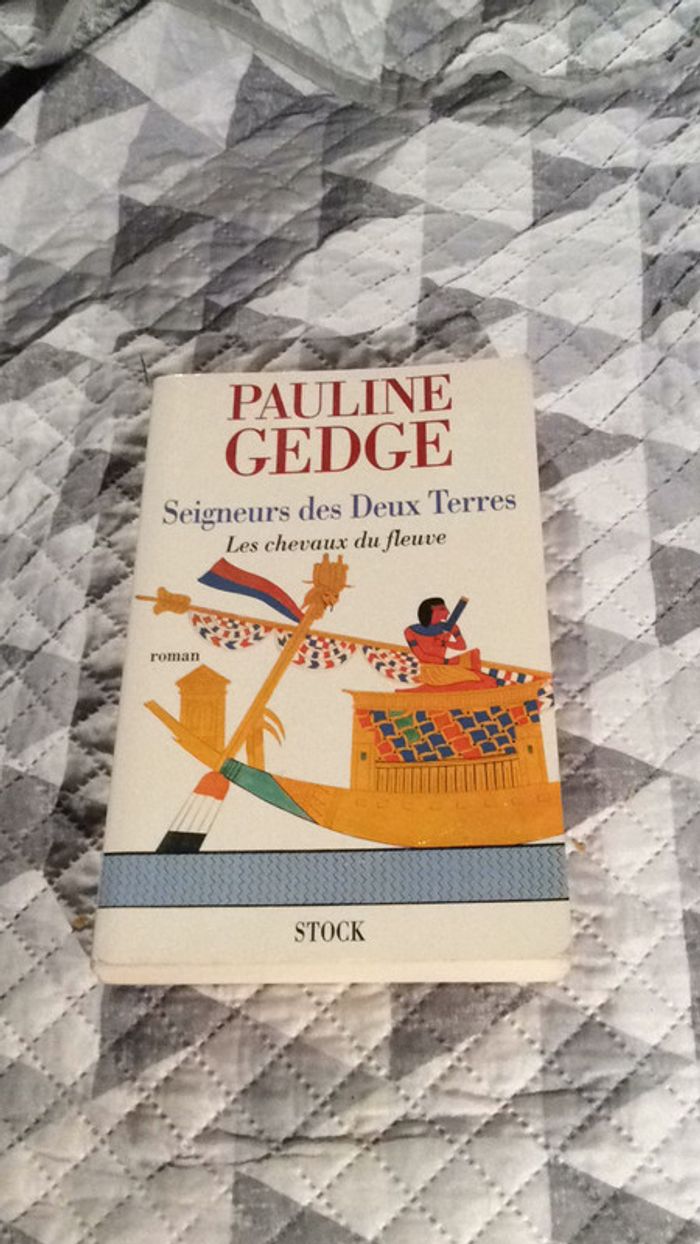 PAULINE
GEDGE
Seigneurs des Deux Terres
Les chevaux du fleuve
roman
STOCK